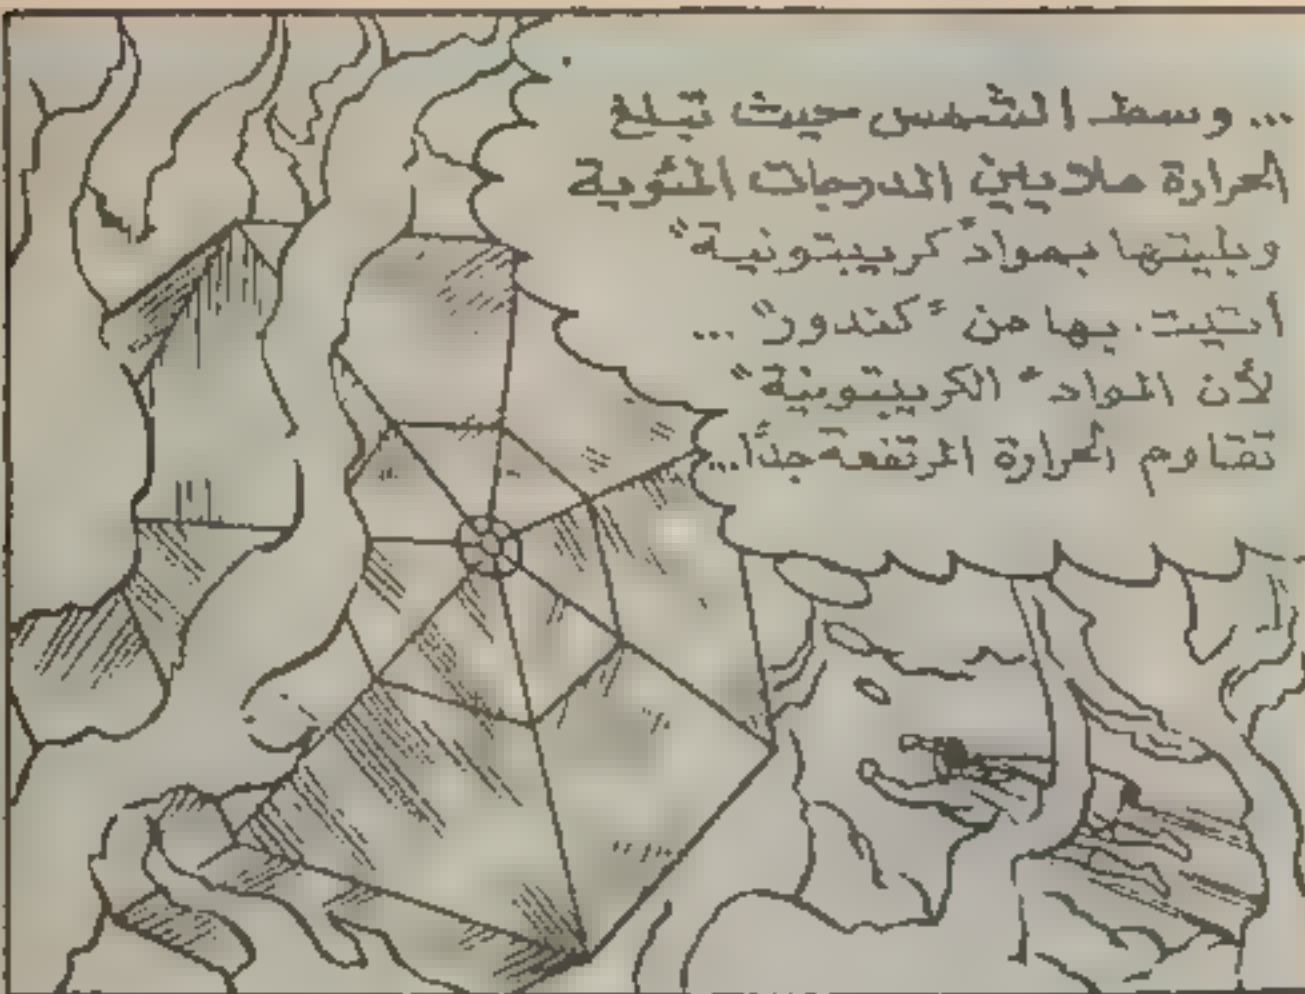 ... وسط الشمس حيث تبلغ
الحرارة ملايين الدرجات المئوية
وبنيتها بمواد "كريبتونية"
أتيت بها من "كندور" ...
لأن المواد "الكريبتونية"
تقاوم الحرارة المرتفعة جدًا...